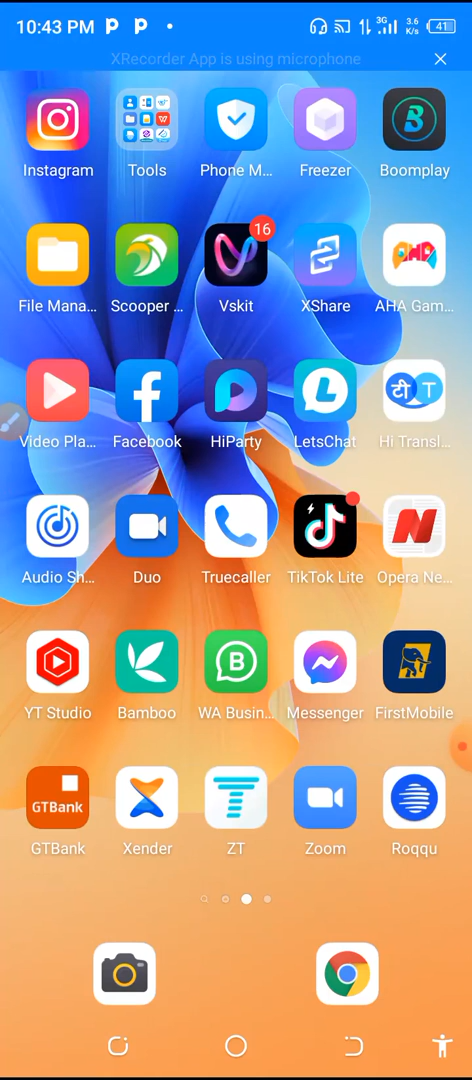 10:43 PM
3G
3.6
K/s
41
XRecorder App is using microphone
Instagram Tools Phone M... Freezer Boomplay
16
File Mana... Scooper ... Vskit XShare AHA Gam...
टी T
Video Pla... Facebook HiParty LetsChat Hi Transl...
Audio Sh... Duo Truecaller TikTok Lite Opera Ne...
YT Studio Bamboo WA Busin... Messenger FirstMobile
GTBank
GTBank Xender ZT Zoom Roqqu